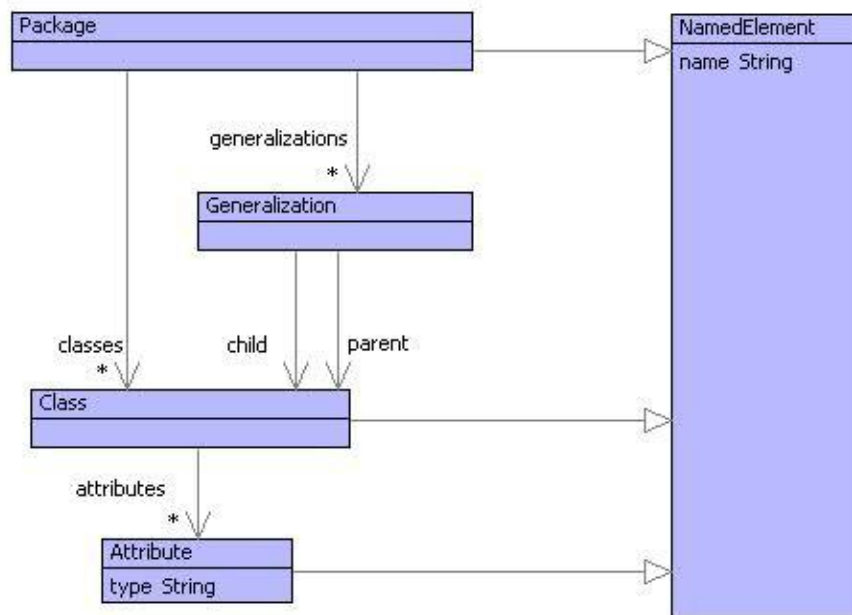 Package
NamedElement
name String
generalizations
*
Generalization
classes
*
child
parent
Class
attributes
*
Attribute
type String